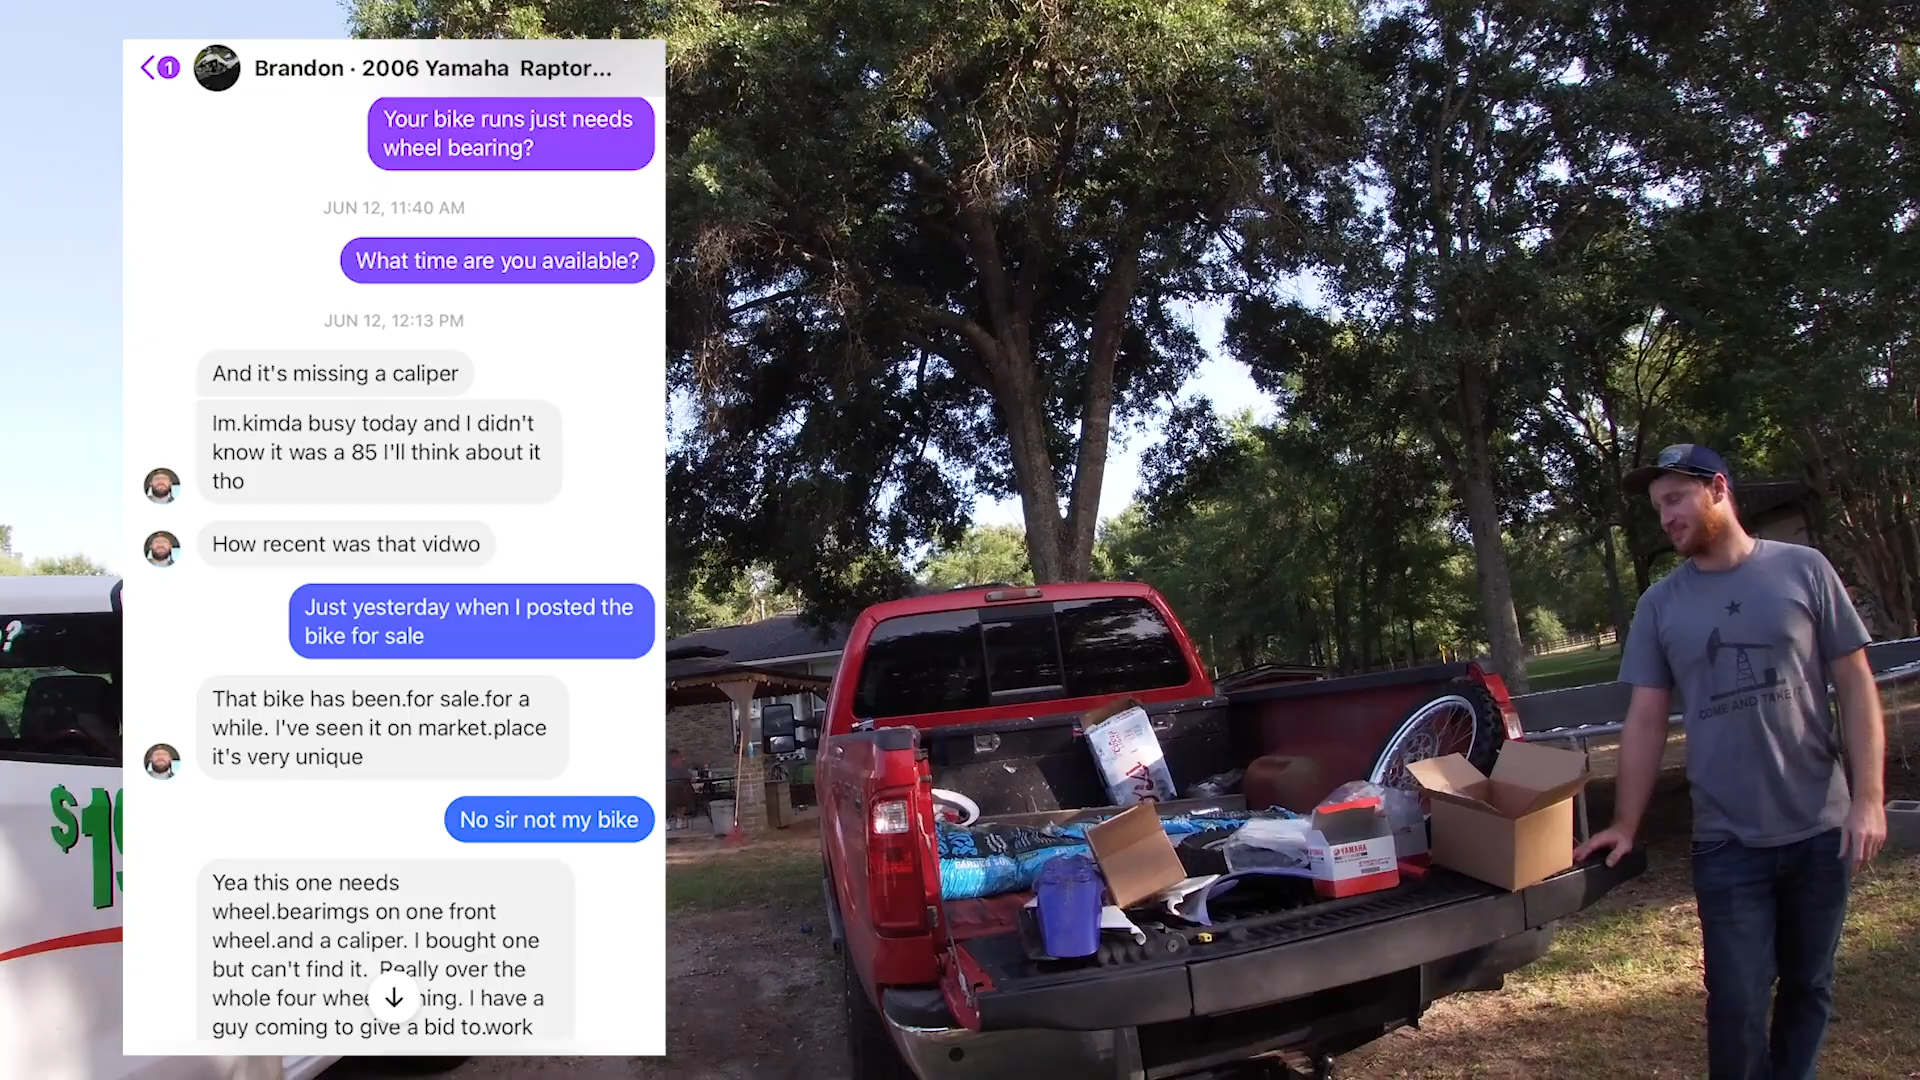 1
Brandon · 2006 Yamaha Raptor...
Your bike runs just needs
wheel bearing?
JUN 12, 11:40 AM
What time are you available?
JUN 12, 12:13 PM
And it's missing a caliper
Im.kimda busy today and I didn't
know it was a 85 I'll think about it
tho
How recent was that vidwo
Just yesterday when I posted the
bike for sale
That bike has been.for sale.for a
while. I've seen it on market.place
it's very unique
No sir not my bike
Yea this one needs
wheel.bearimgs on one front
wheel.and a caliper. I bought one
but can't find it. Really over the
whole four
guy coming to give a bid to.work
I have a
?
$1
YAMAHA
COME AND TAKE IT